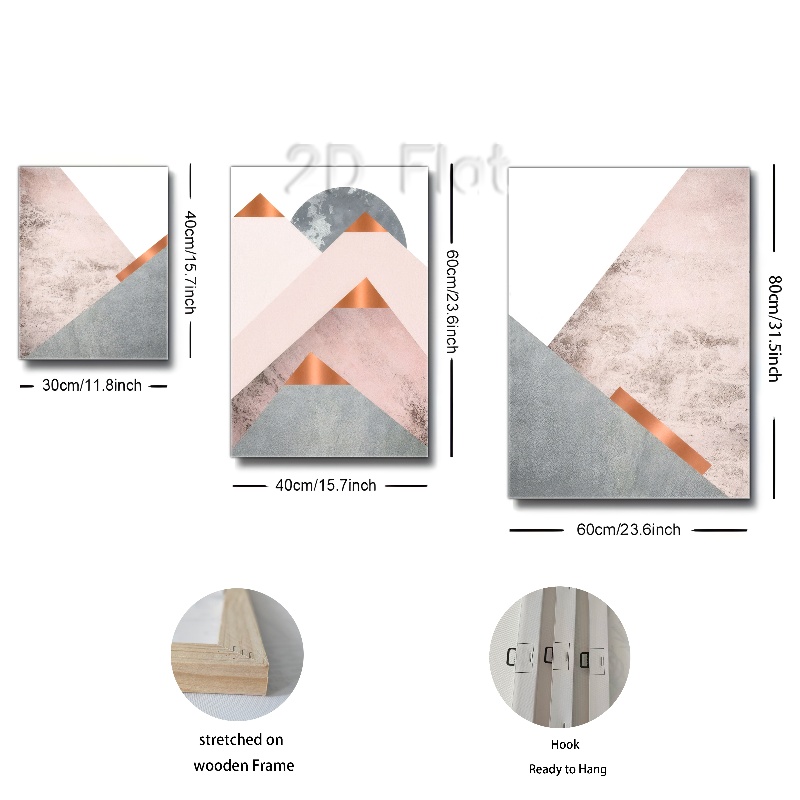 2D Flat
40cm/15.7inch
30cm/11.8inch
60cm/23.6inch
40cm/15.7inch
80cm/31.5inch
60cm/23.6inch
stretched on
wooden Frame
Hook
Ready to Hang